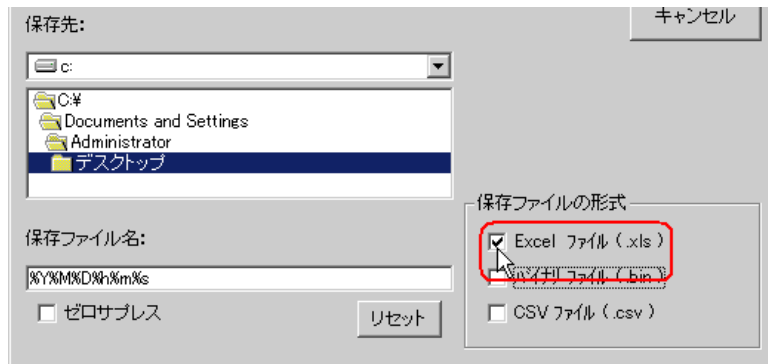 キャンセル
保存先:
c:
C:¥
Documents and Settings
Administrator
デスクトップ
保存ファイルの形式
Excel ファイル ( .xls )
バイナリ ファイル ( .bin )
CSV ファイル ( .csv )
保存ファイル名:
%Y%M%D%h%m%s
ゼロサプレス
リセット